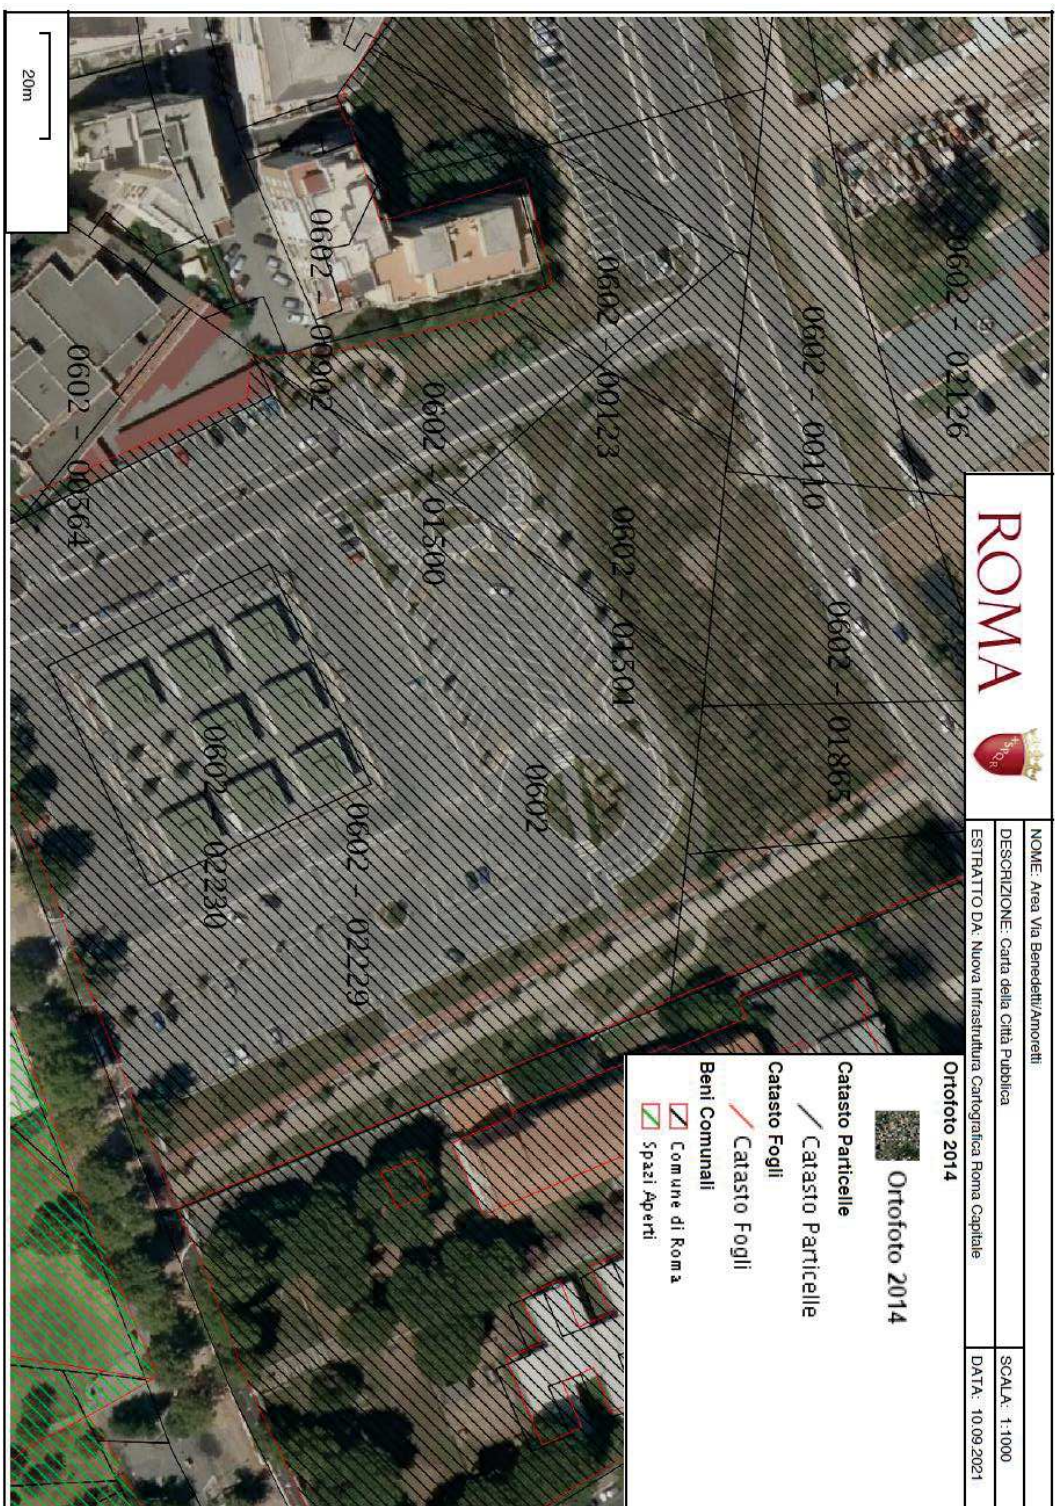 ROMA
SPQR
NOME: Area Via Benedetti/Amoretti
DESCRIZIONE: Carta della Città Pubblica
SCALA: 1:1000
ESTRATTO DA: Nuova Infrastruttura Cartografica Roma Capitale
DATA: 10.09.2021
Ortofoto 2014
Ortofoto 2014
Catasto Particelle
Catasto Particelle
Catasto Fogli
Catasto Fogli
Beni Comunali
Comune di Roma
Spazi Aperti
0602 - 02126
0602 - 00110
0602 - 01865
0602 - 00123
0602 - 01501
0602
0602 - 01500
0602 - 02229
0602 - 00902
0602 - 02230
0602 - 00564
20m